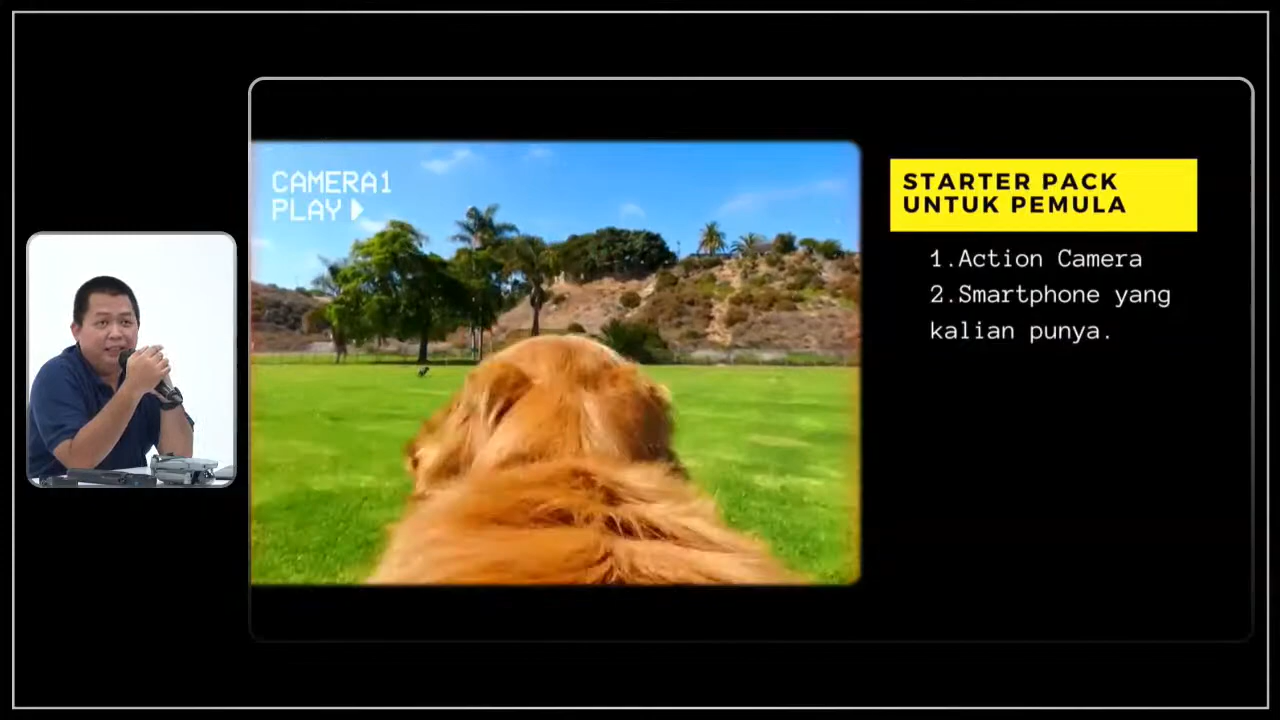 CAMERA1
PLAY
STARTER PACK
UNTUK PEMULA
1.Action Camera
2.Smartphone yang
kalian punya.